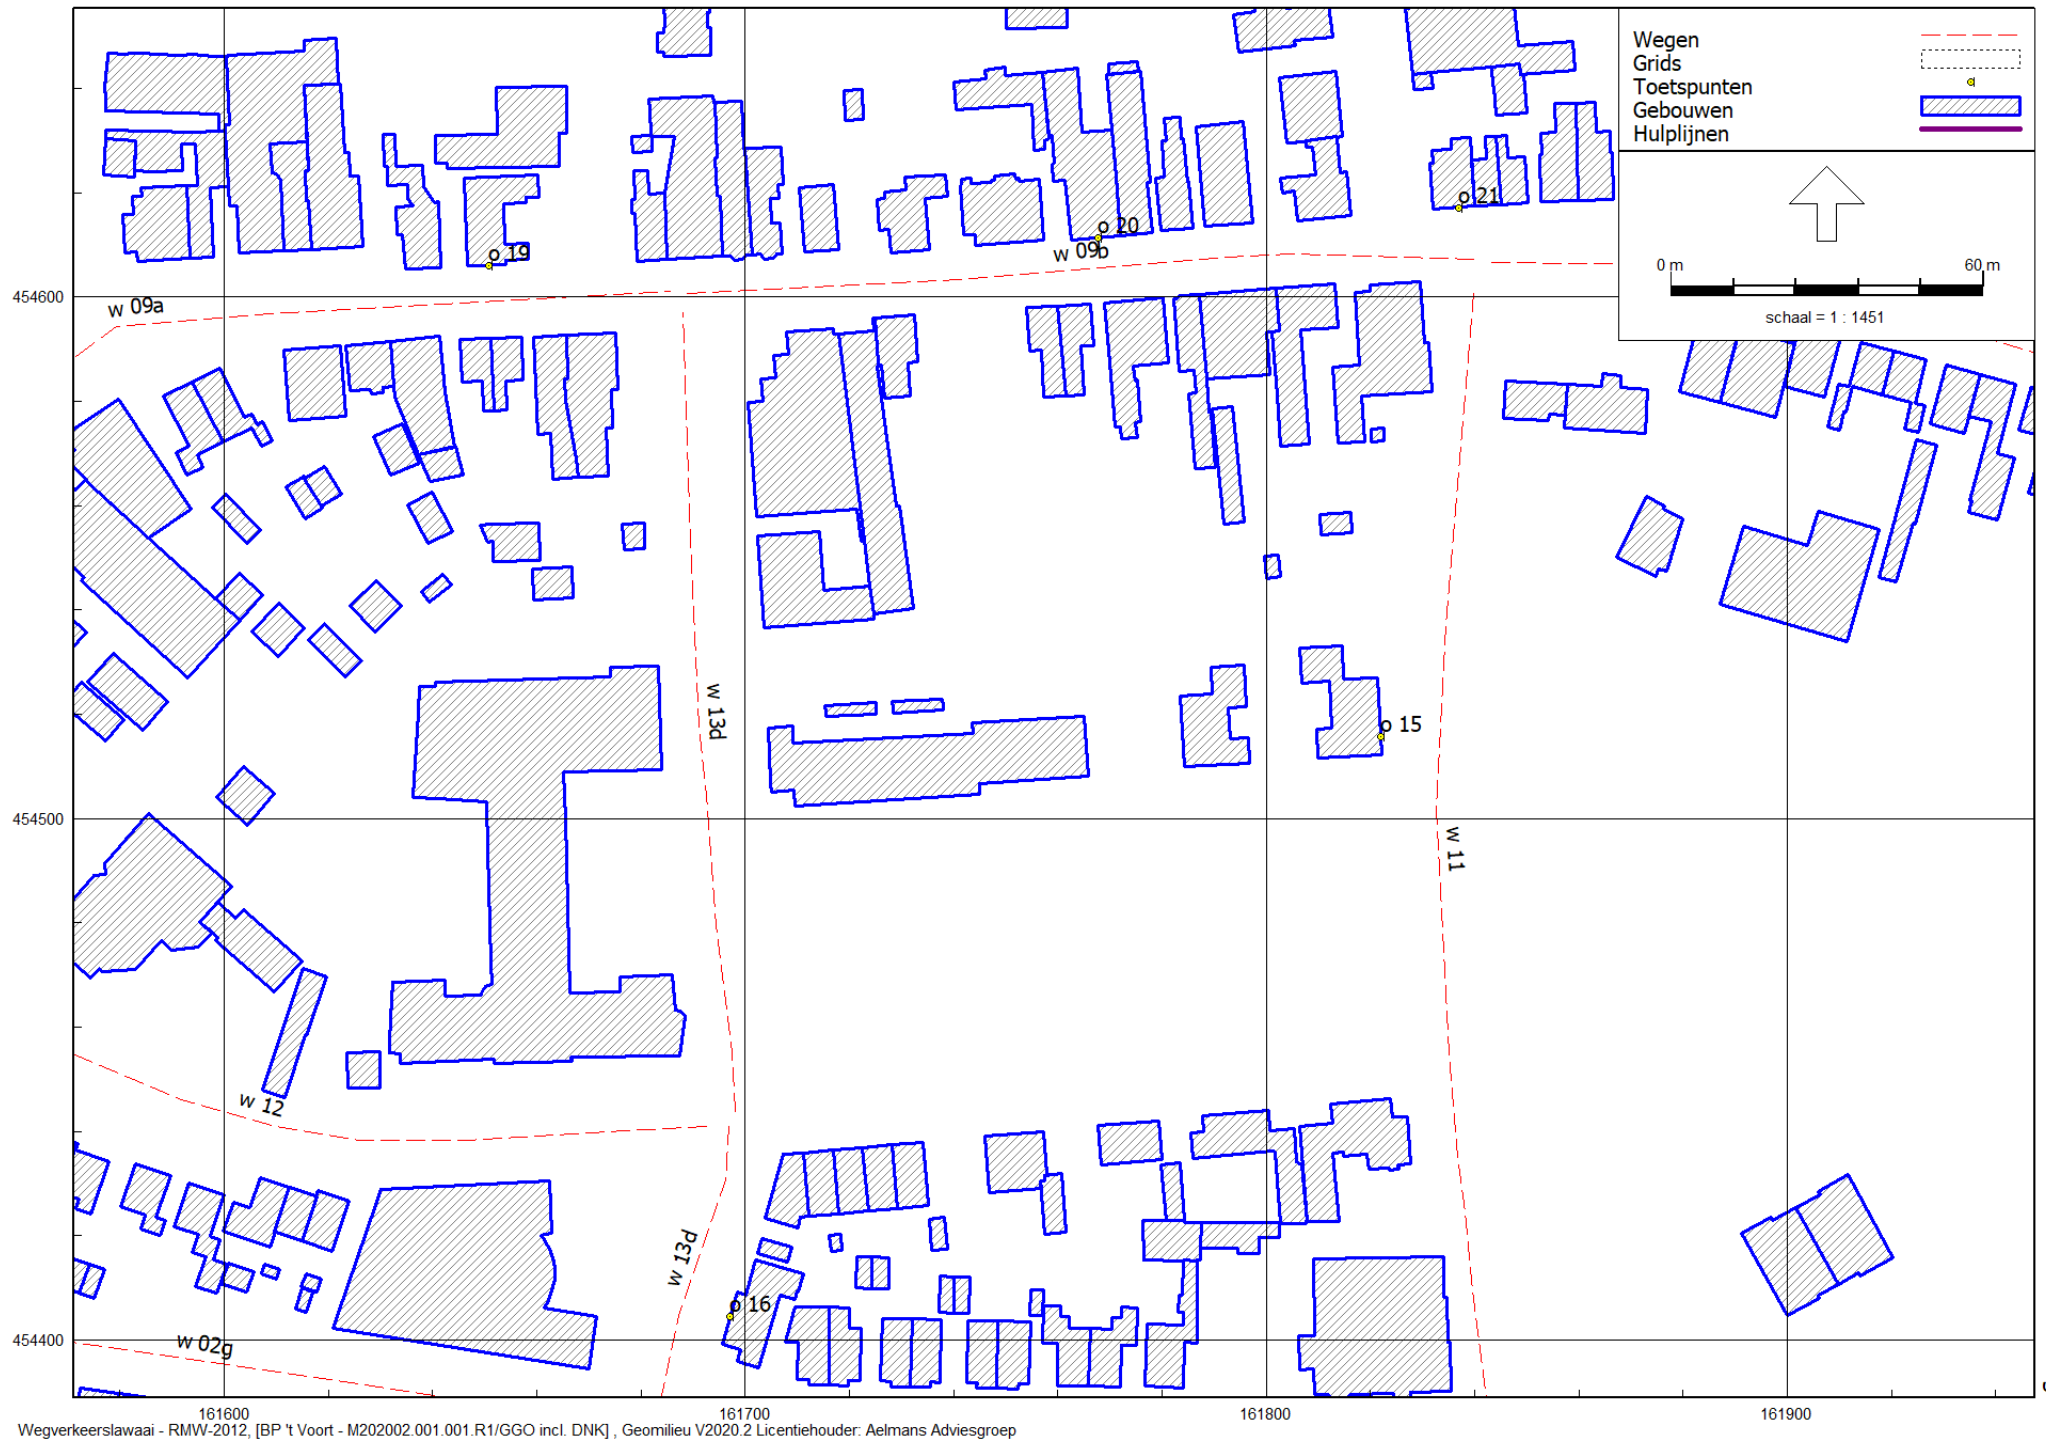 Wegen
Grids
Toetspunten
Gebouwen
Hulplijnen
0 m 60 m
schaal = 1 : 1451
o 21
o 20
w 09b
o 19
454600
w 09a
w 13d
o 15
454500
w 11
w 12
w 13d
o 16
454400
w 02g
161600 161700 161800 161900
Wegverkeerslawaai - RMW-2012, [BP 't Voort - M202002.001.001.R1/GGO incl. DNK] , Geomilieu V2020.2 Licentiehouder: Aelmans Adviesgroep